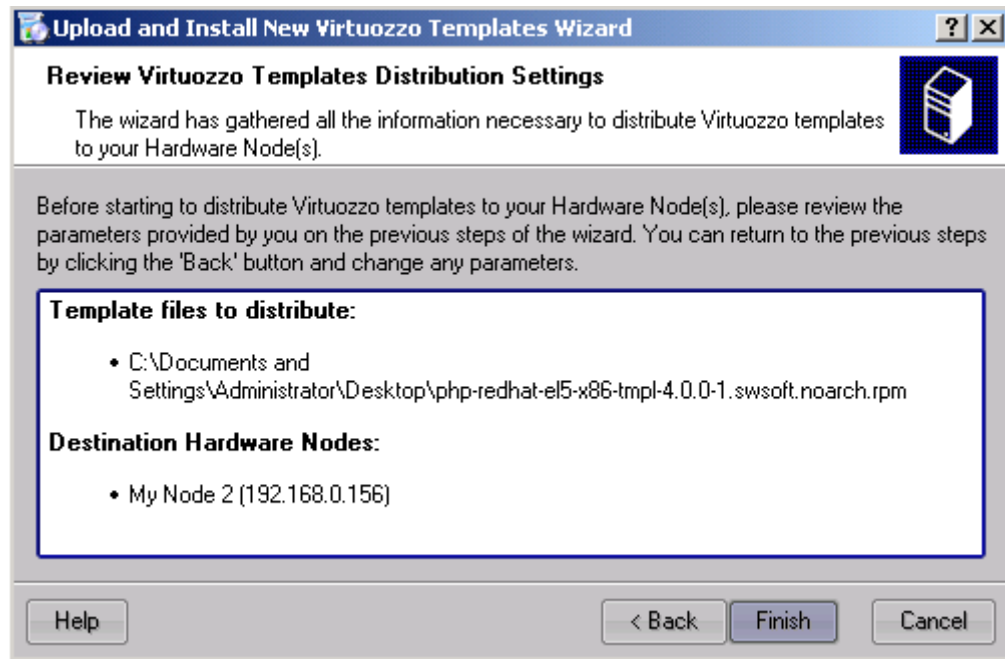 Upload and Install New Virtuozzo Templates Wizard
Review Virtuozzo Templates Distribution Settings
The wizard has gathered all the information necessary to distribute Virtuozzo templates
to your Hardware Node(s).
Before starting to distribute Virtuozzo templates to your Hardware Node(s), please review the
parameters provided by you on the previous steps of the wizard. You can return to the previous steps
by clicking the 'Back' button and change any parameters.
Template files to distribute:
• C:\Documents and
Settings\Administrator\Desktop\php-redhat-el5-x86-tmpl-4.0.0-1.swsoft.noarch.rpm
Destination Hardware Nodes:
• My Node 2 (192.168.0.156)
Help < Back Finish Cancel